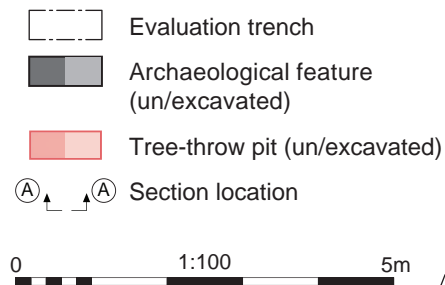 Evaluation trench
Archaeological feature
(un/excavated)
Tree-throw pit (un/excavated)
A A Section location
0 1:100 5m